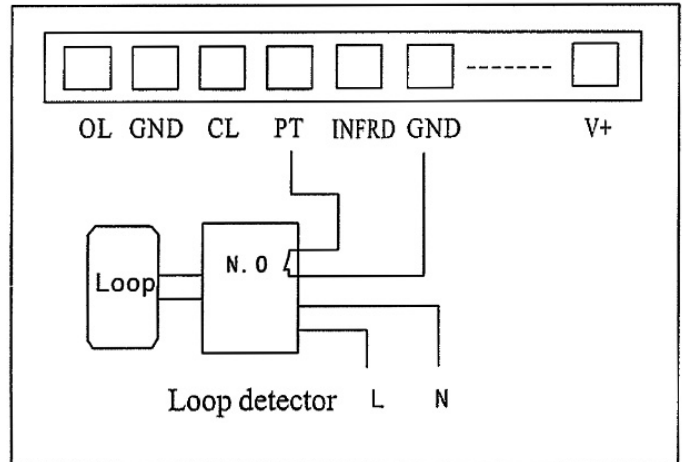 OL GND CL PT INFRD GND V+
N.O
Loop
Loop detector L N